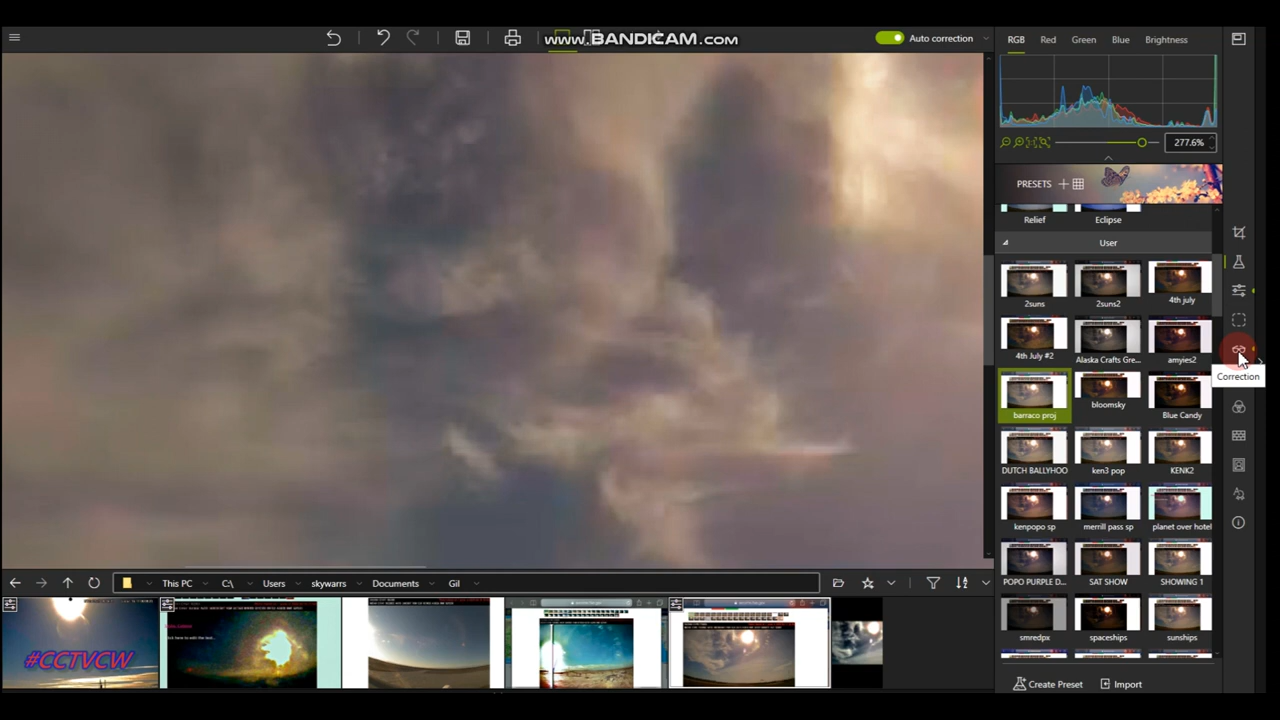 www.BANDICAM.com
Auto correction
RGB Red Green Blue Brightness
277.6%
PRESETS
Relief Eclipse
User
2suns 2suns2 4th july
4th July #2 Alaska Crafts Gre... amyies2
Correction
barraco proj bloomsky Blue Candy
DUTCH BALLYHOO ken3 pop KENK2
kenpopo sp merrill pass sp planet over hotel
POPO PURPLE D... SAT SHOW SHOWING 1
smredpx spaceships sunships
This PC C:\ Users skywarrs Documents Gil
#CCTVCW
Create Preset Import